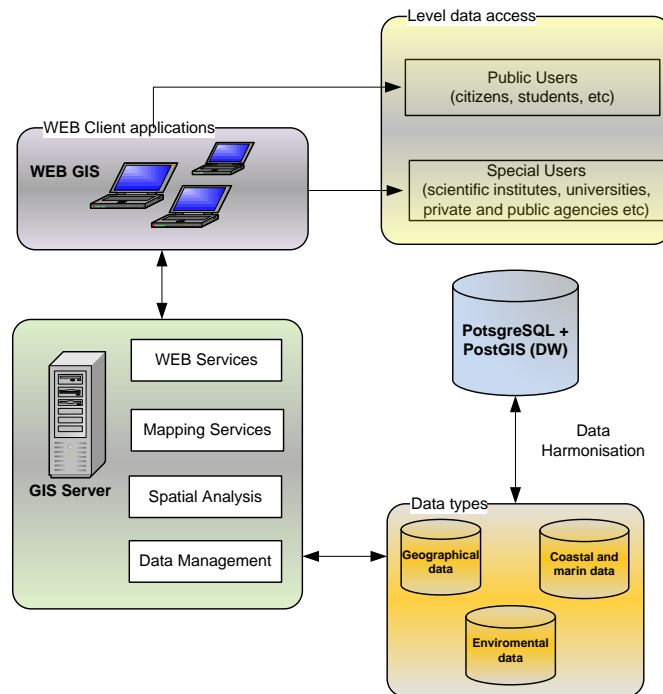 Level data access
Public Users
(citizens, students, etc)
Special Users
(scientific institutes, universities,
private and public agencies etc)
WEB Client applications
WEB GIS
WEB Services
Mapping Services
Spatial Analysis
Data Management
GIS Server
PotsgreSQL +
PostGIS (DW)
Data
Harmonisation
Data types
Geographical
data
Coastal and
marin data
Enviromental
data